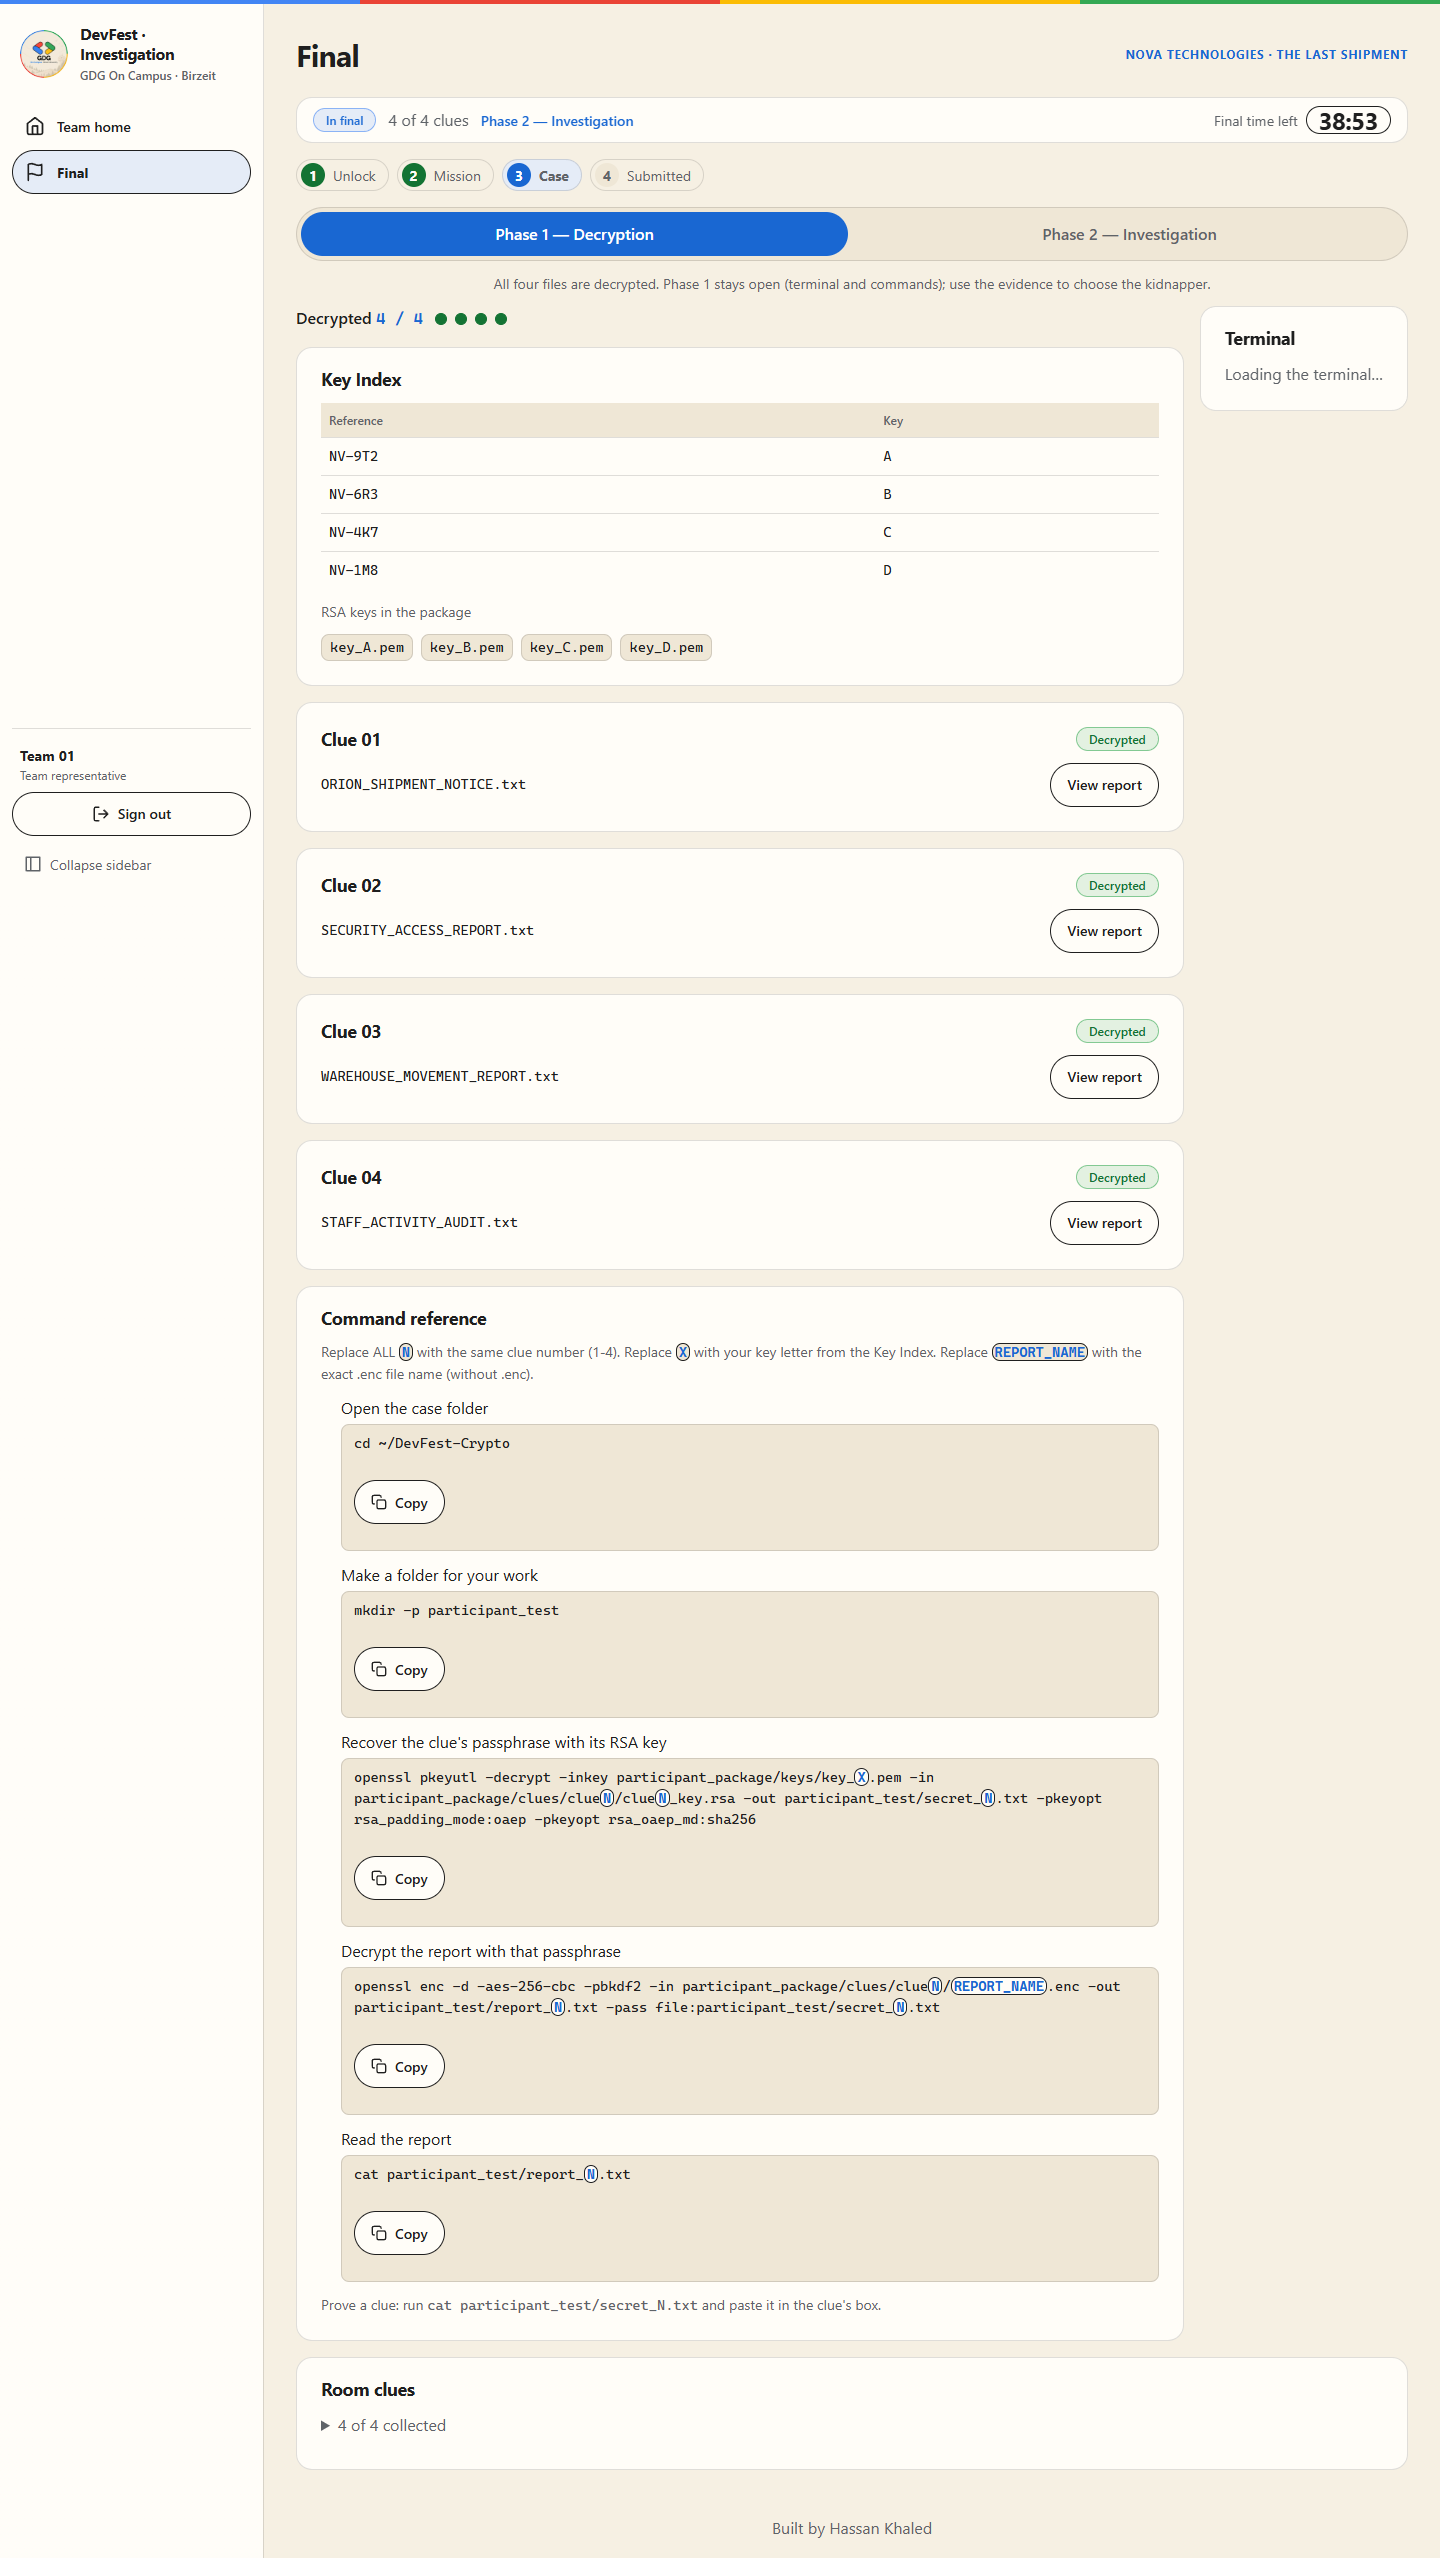 DevFest ·
Investigation
GDG On Campus · Birzeit
GDG
Team home
Final
Team 01
Team representative
Sign out
Collapse sidebar
Final
NOVA TECHNOLOGIES · THE LAST SHIPMENT
In final
4 of 4 clues
Phase 2 — Investigation
Final time left
38:53
1 Unlock
2 Mission
3 Case
4 Submitted
Phase 1 — Decryption
Phase 2 — Investigation
All four files are decrypted. Phase 1 stays open (terminal and commands); use the evidence to choose the kidnapper.
Decrypted 4 / 4
Terminal
Loading the terminal…
Key Index
Reference Key
NV-9T2 A
NV-6R3 B
NV-4K7 C
NV-1M8 D
RSA keys in the package
key_A.pem key_B.pem key_C.pem key_D.pem
Clue 01
Decrypted
ORION_SHIPMENT_NOTICE.txt
View report
Clue 02
Decrypted
SECURITY_ACCESS_REPORT.txt
View report
Clue 03
Decrypted
WAREHOUSE_MOVEMENT_REPORT.txt
View report
Clue 04
Decrypted
STAFF_ACTIVITY_AUDIT.txt
View report
Command reference
Replace ALL N with the same clue number (1-4). Replace X with your key letter from the Key Index. Replace REPORT_NAME with the
exact .enc file name (without .enc).
Open the case folder
cd ~/DevFest-Crypto
Copy
Make a folder for your work
mkdir -p participant_test
Copy
Recover the clue's passphrase with its RSA key
openssl pkeyutl -decrypt -inkey participant_package/keys/key_X.pem -in
participant_package/clues/clueN/clueN_key.rsa -out participant_test/secret_N.txt -pkeyopt
rsa_padding_mode:oaep -pkeyopt rsa_oaep_md:sha256
Copy
Decrypt the report with that passphrase
openssl enc -d -aes-256-cbc -pbkdf2 -in participant_package/clues/clueN/REPORT_NAME.enc -out
participant_test/report_N.txt -pass file:participant_test/secret_N.txt
Copy
Read the report
cat participant_test/report_N.txt
Copy
Prove a clue: run cat participant_test/secret_N.txt and paste it in the clue's box.
Room clues
4 of 4 collected
Built by Hassan Khaled